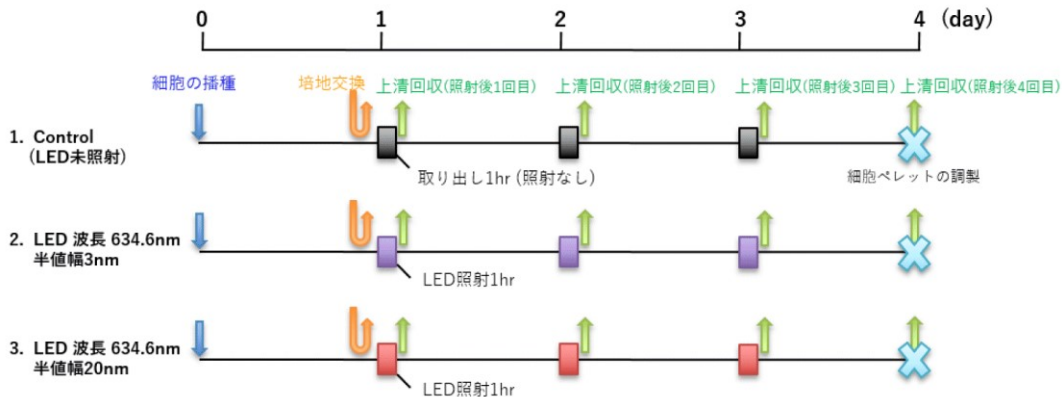 0 1 2 3 4 (day)
細胞の播種
培地交換
上清回収(照射後1回目)
上清回収(照射後2回目)
上清回収(照射後3回目)
上清回収(照射後4回目)
1. Control
(LED未照射)
取り出し1hr (照射なし)
細胞ペレットの調製
2. LED 波長 634.6nm
半値幅3nm
LED照射1hr
3. LED 波長 634.6nm
半値幅20nm
LED照射1hr